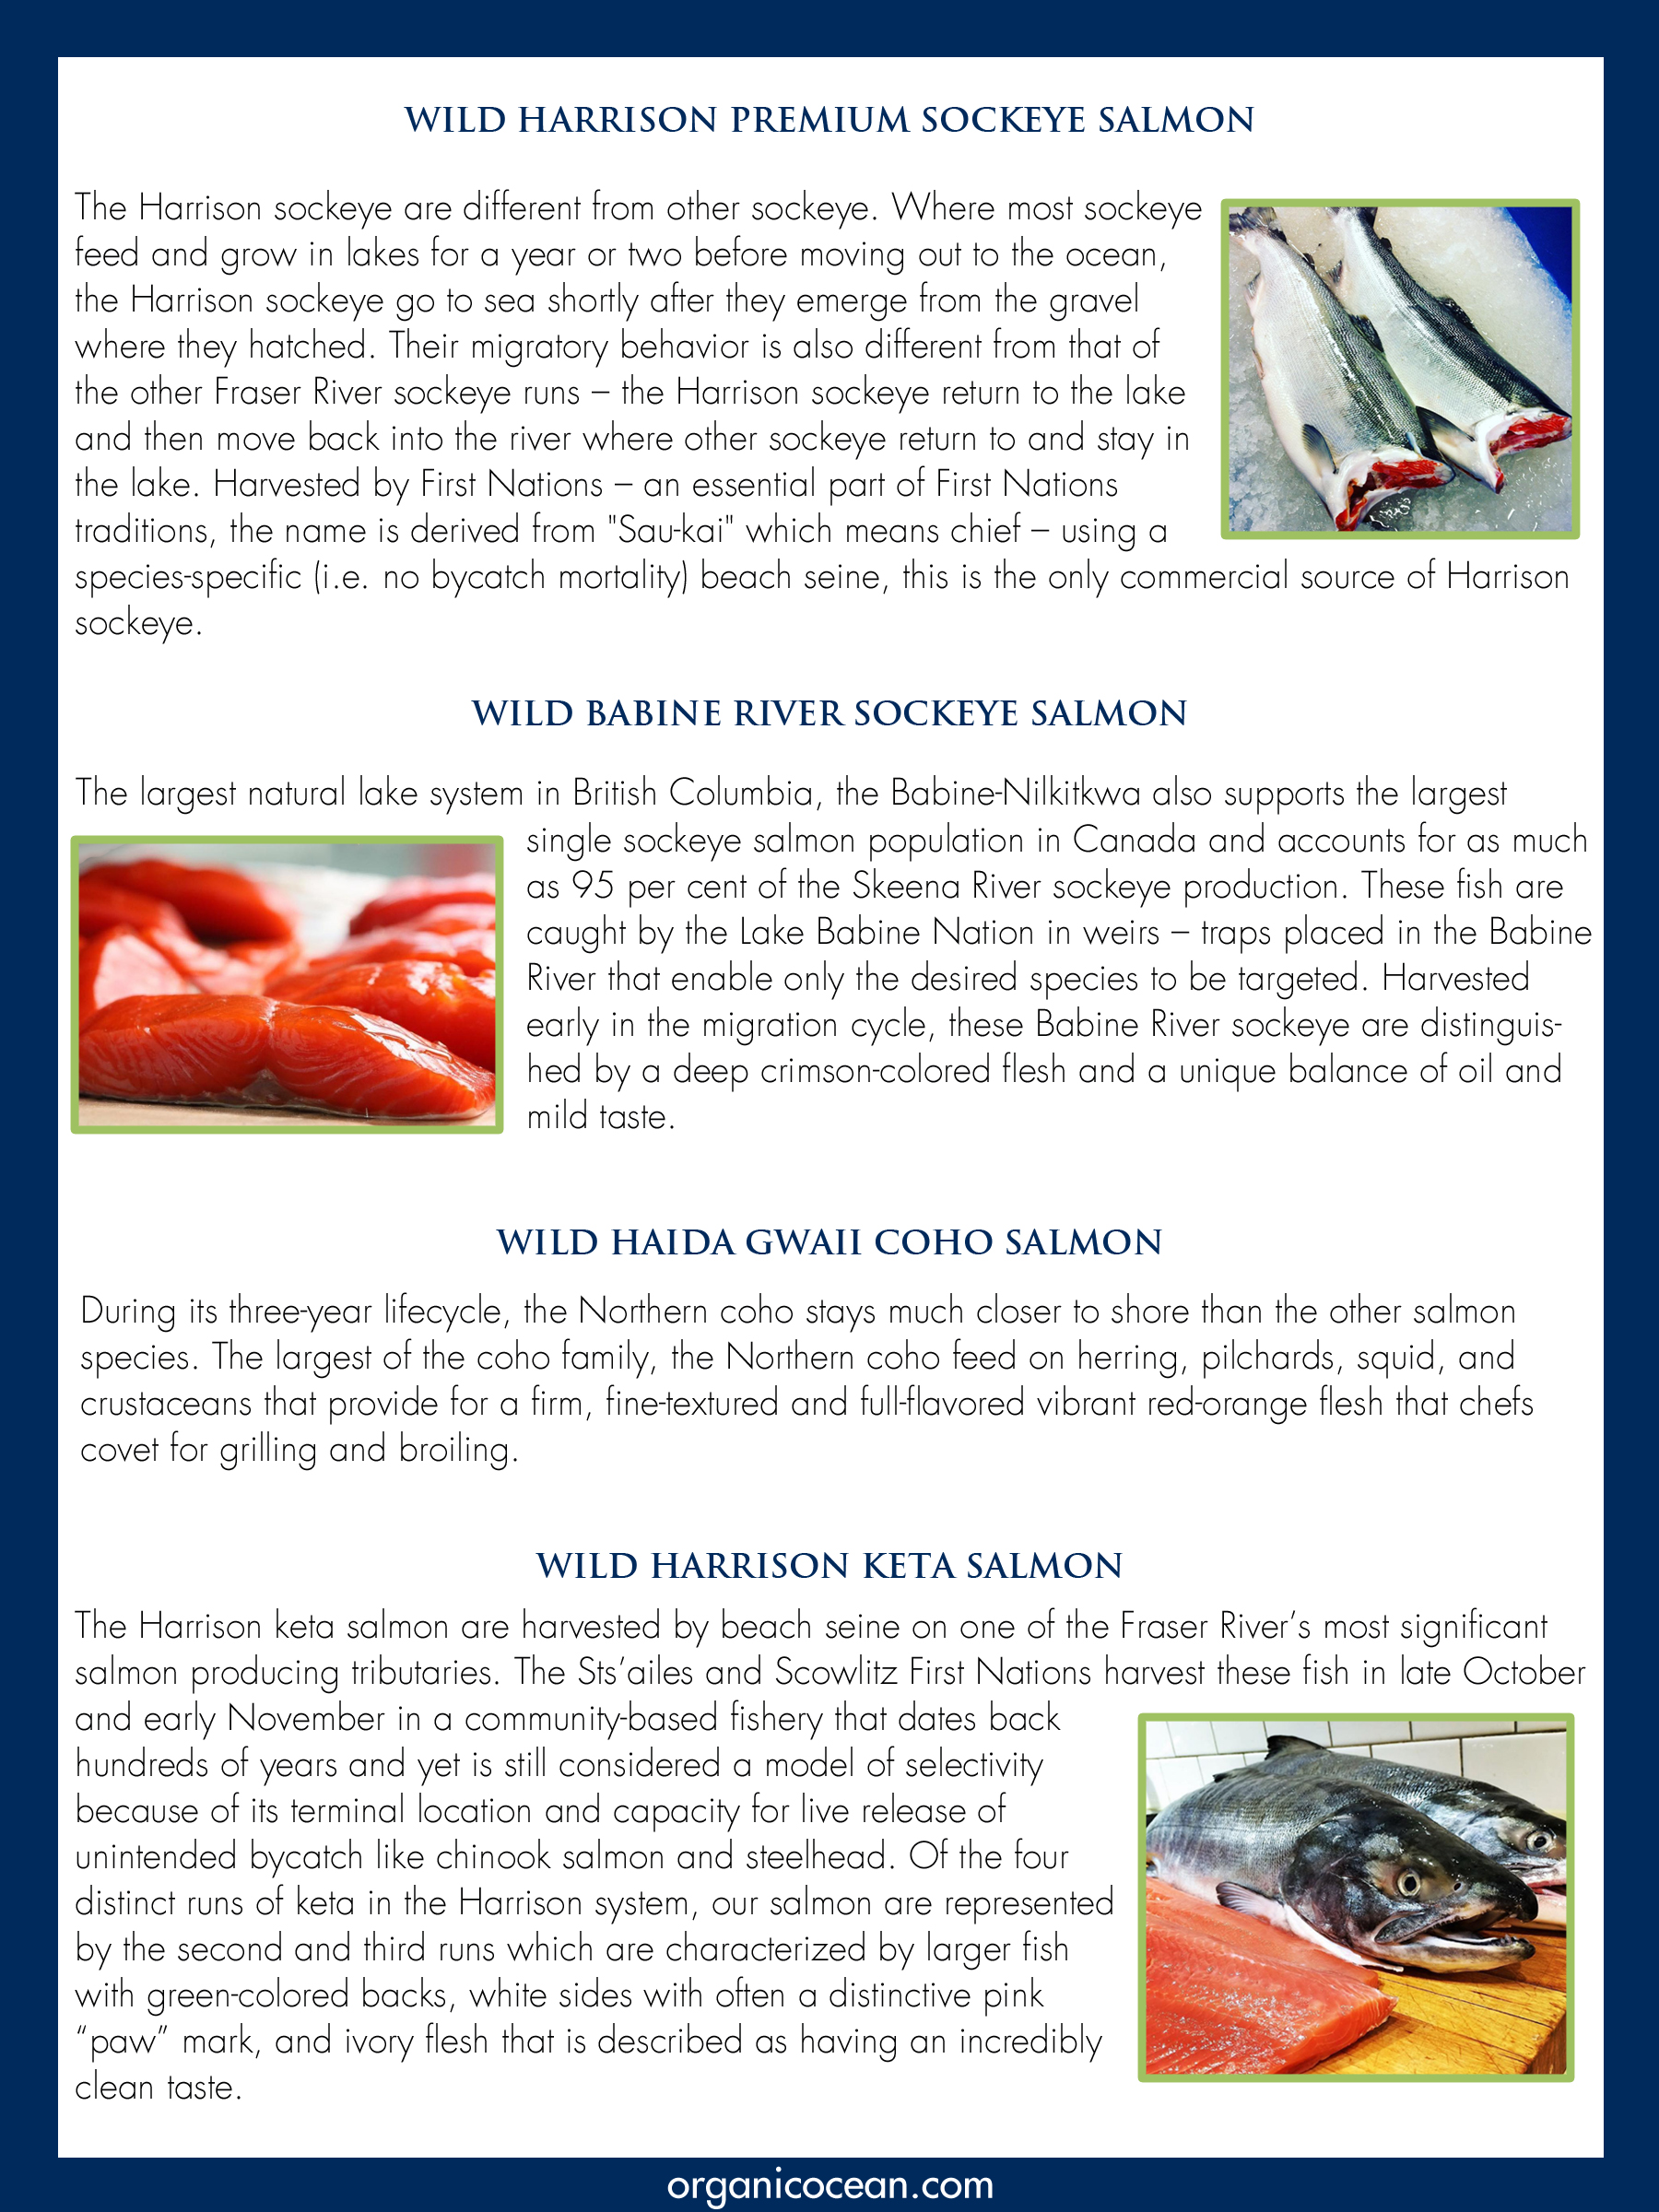 WILD HARRISON PREMIUM SOCKEYE SALMON
The Harrison sockeye are different from other sockeye. Where most sockeye
feed and grow in lakes for a year or two before moving out to the ocean,
the Harrison sockeye go to sea shortly after they emerge from the gravel
where they hatched. Their migratory behavior is also different from that of
the other Fraser River sockeye runs – the Harrison sockeye return to the lake
and then move back into the river where other sockeye return to and stay in
the lake. Harvested by First Nations – an essential part of First Nations
traditions, the name is derived from "Sau-kai" which means chief – using a
species-specific (i.e. no bycatch mortality) beach seine, this is the only commercial source of Harrison
sockeye.
WILD BABINE RIVER SOCKEYE SALMON
The largest natural lake system in British Columbia, the Babine-Nilkitkwa also supports the largest
single sockeye salmon population in Canada and accounts for as much
as 95 per cent of the Skeena River sockeye production. These fish are
caught by the Lake Babine Nation in weirs – traps placed in the Babine
River that enable only the desired species to be targeted. Harvested
early in the migration cycle, these Babine River sockeye are distinguis-
hed by a deep crimson-colored flesh and a unique balance of oil and
mild taste.
WILD HAIDA GWAII COHO SALMON
During its three-year lifecycle, the Northern coho stays much closer to shore than the other salmon
species. The largest of the coho family, the Northern coho feed on herring, pilchards, squid, and
crustaceans that provide for a firm, fine-textured and full-flavored vibrant red-orange flesh that chefs
covet for grilling and broiling.
WILD HARRISON KETA SALMON
The Harrison keta salmon are harvested by beach seine on one of the Fraser River’s most significant
salmon producing tributaries. The Sts’ailes and Scowlitz First Nations harvest these fish in late October
and early November in a community-based fishery that dates back
hundreds of years and yet is still considered a model of selectivity
because of its terminal location and capacity for live release of
unintended bycatch like chinook salmon and steelhead. Of the four
distinct runs of keta in the Harrison system, our salmon are represented
by the second and third runs which are characterized by larger fish
with green-colored backs, white sides with often a distinctive pink
“paw” mark, and ivory flesh that is described as having an incredibly
clean taste.
organicocean.com